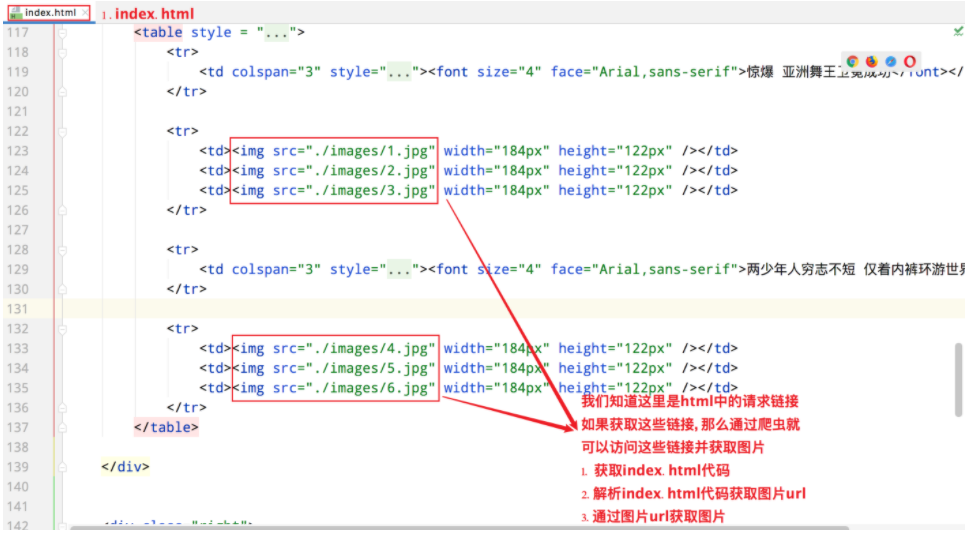 index.html
1. index. html
117 <table style = "...">
118 <tr>
119 <td colspan="3" style="..."><font size="4" face="Arial,sans-serif">惊爆 亚洲舞王卫冕成功</font></
120 </tr>
121
122 <tr>
123 <td><img src="./images/1.jpg" width="184px" height="122px" /></td>
124 <td><img src="./images/2.jpg" width="184px" height="122px" /></td>
125 <td><img src="./images/3.jpg" width="184px" height="122px" /></td>
126 </tr>
127
128 <tr>
129 <td colspan="3" style="..."><font size="4" face="Arial,sans-serif">两少年人穷志不短 仅着内裤环游世界
130 </tr>
131
132 <tr>
133 <td><img src="./images/4.jpg" width="184px" height="122px" /></td>
134 <td><img src="./images/5.jpg" width="184px" height="122px" /></td>
135 <td><img src="./images/6.jpg" width="184px" height="122px" /></td>
136 </tr>
137 </table>
138
139 </div>
140
141
142 <div class="right">
我们知道这里是html中的请求链接
如果获取这些链接, 那么通过爬虫就
可以访问这些链接并获取图片
1. 获取index. html代码
2. 解析index. html代码获取图片url
3. 通过图片url获取图片